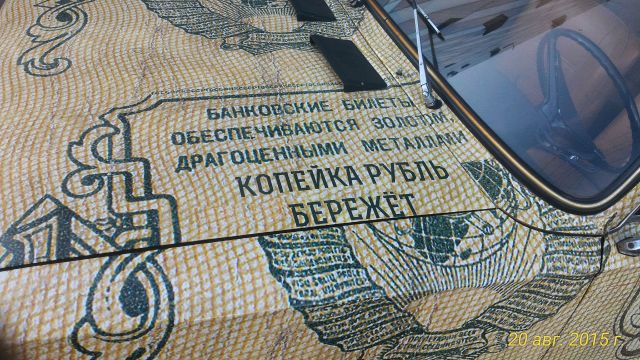 БАНКОВСКИЕ БИЛЕТЫ
ОБЕСПЕЧИВАЮТСЯ ЗОЛОТОМ,
ДРАГОЦЕННЫМИ МЕТАЛЛАМИ
КОПЕЙКА РУБЛЬ
БЕРЕЖЁТ
20 авг. 2015 г.